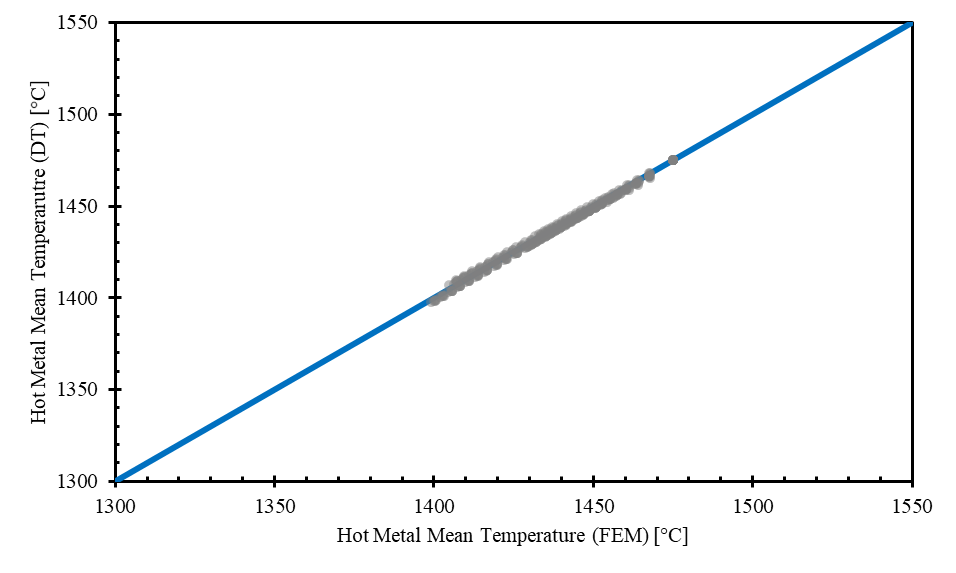 1550
1500
1450
1400
1350
1300
Hot Metal Mean Temperarutre (DT) [°C]
1300 1350 1400 1450 1500 1550
Hot Metal Mean Temperature (FEM) [°C]